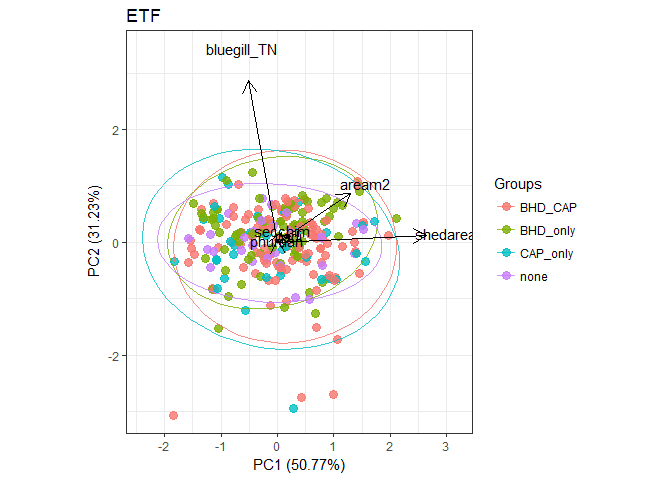 ETF
bluegill_TN
aream2
secchim
shedarea
2
0
-2
PC2 (31.23%)
-2
-1
0
1
2
3
PC1 (50.77%)
Groups
BHD_CAP
BHD_only
CAP_only
none